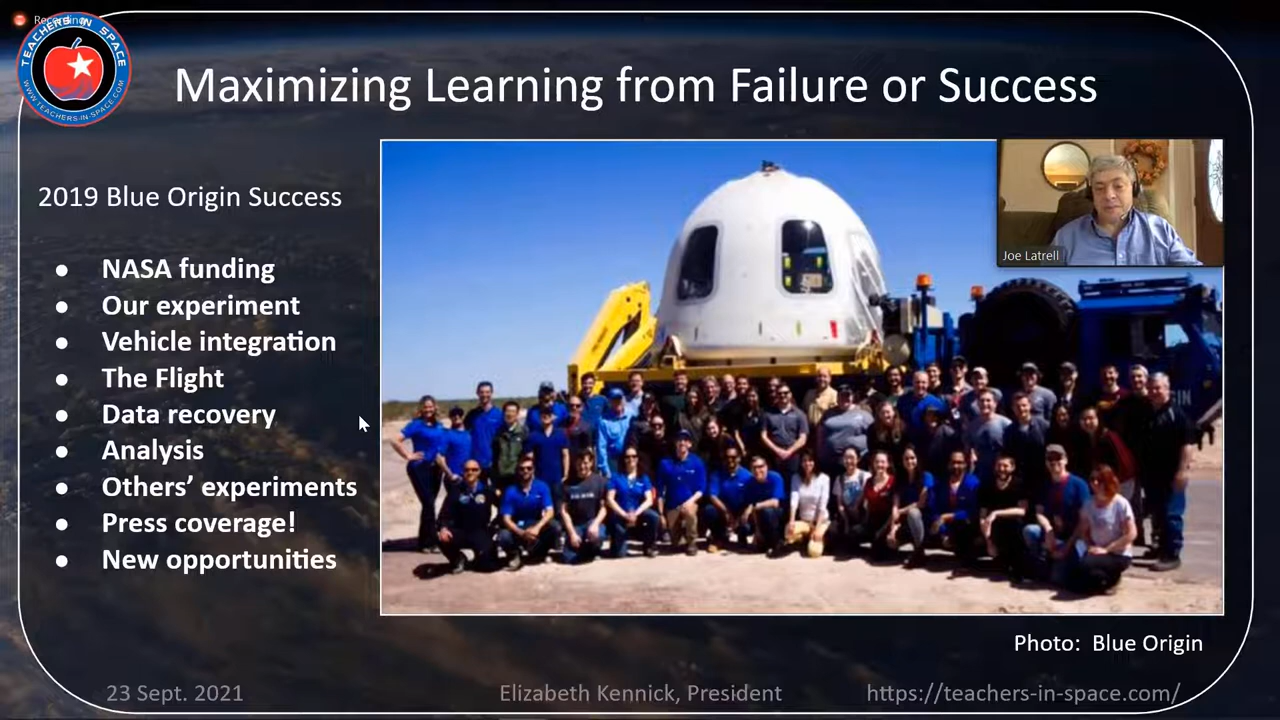 Recording
TEACHERS IN SPACE
WWW.TEACHERS-IN-SPACE.COM
Maximizing Learning from Failure or Success
2019 Blue Origin Success
● NASA funding
● Our experiment
● Vehicle integration
● The Flight
● Data recovery
● Analysis
● Others’ experiments
● Press coverage!
● New opportunities
Joe Latrell
Photo: Blue Origin
23 Sept. 2021
Elizabeth Kennick, President
https://teachers-in-space.com/